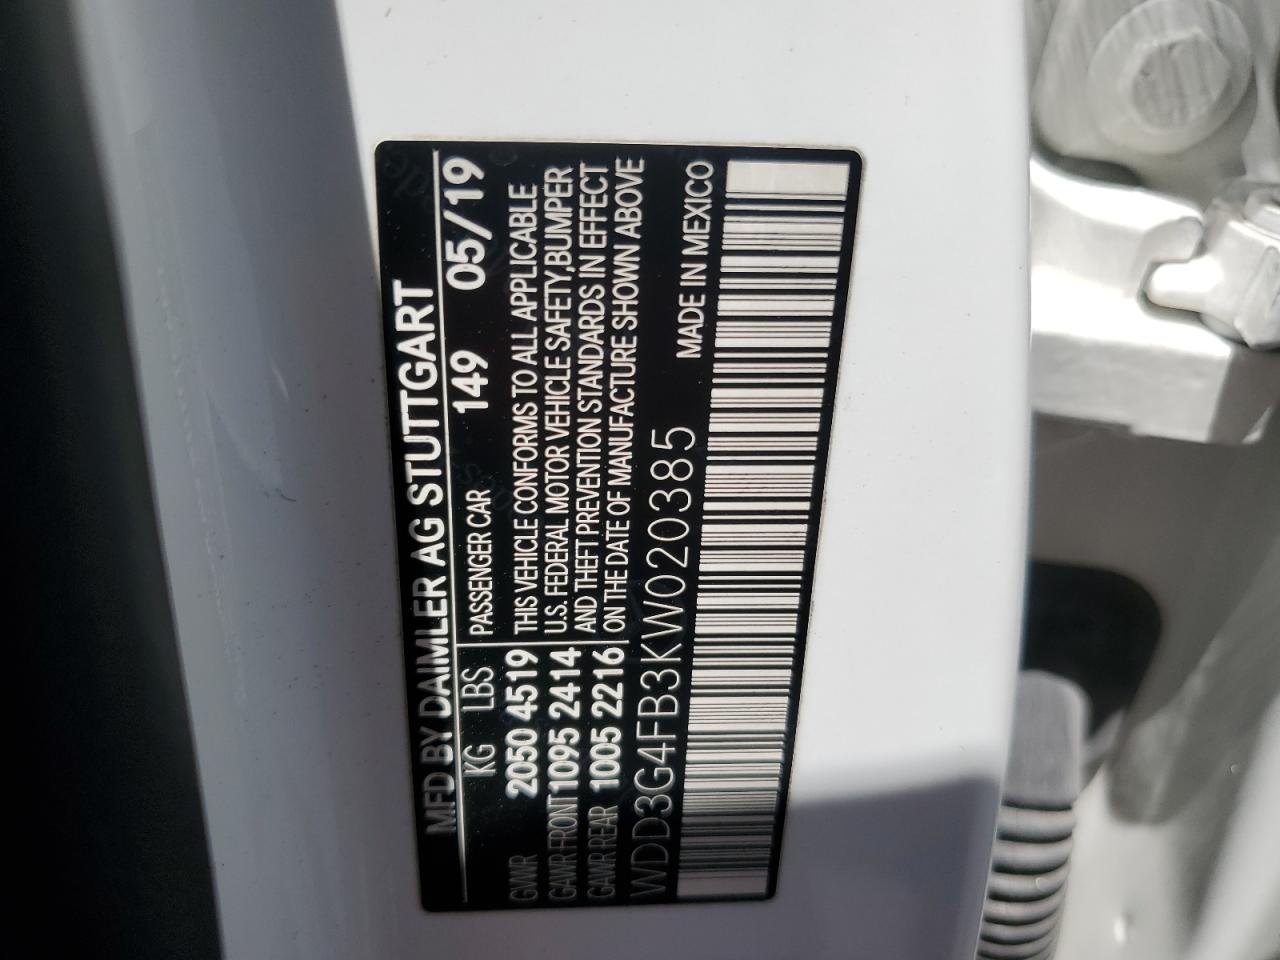 MFD BY DAIMLER AG STUTTGART
KG LBS PASSENGER CAR 149 05/19
GVWR 2050 4519 THIS VEHICLE CONFORMS TO ALL APPLICABLE
GAWR FRONT 1095 2414 U.S. FEDERAL MOTOR VEHICLE SAFETY,BUMPER
GAWR REAR 1005 2216 AND THEFT PREVENTION STANDARDS IN EFFECT
ON THE DATE OF MANUFACTURE SHOWN ABOVE
WDD3G4FB3KW020385 MADE IN MEXICO